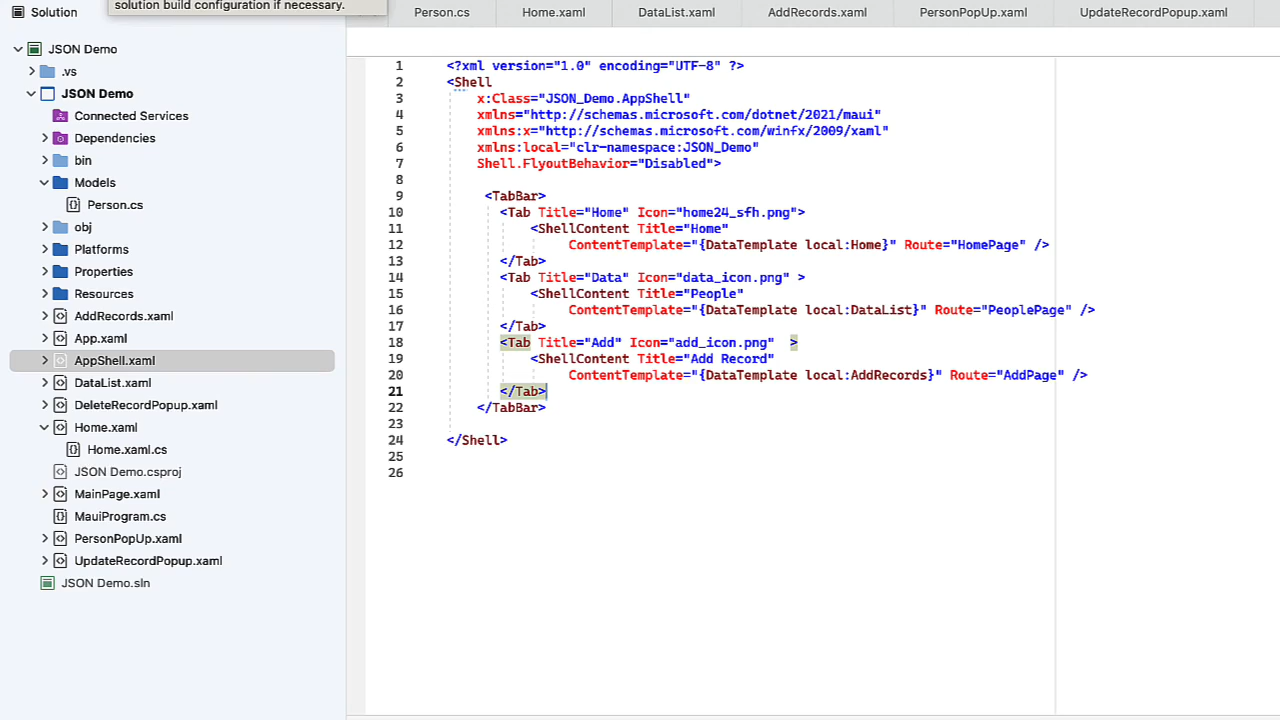 Solution
solution build configuration if necessary.
Person.cs
Home.xaml
DataList.xaml
AddRecords.xaml
PersonPopUp.xaml
UpdateRecordPopup.xaml
JSON Demo
.vs
JSON Demo
Connected Services
Dependencies
bin
Models
Person.cs
obj
Platforms
Properties
Resources
AddRecords.xaml
App.xaml
AppShell.xaml
DataList.xaml
DeleteRecordPopup.xaml
Home.xaml
Home.xaml.cs
JSON Demo.csproj
MainPage.xaml
MauiProgram.cs
PersonPopUp.xaml
UpdateRecordPopup.xaml
JSON Demo.sln
1 <?xml version="1.0" encoding="UTF-8" ?>
2 <Shell
3 x:Class="JSON_Demo.AppShell"
4 xmlns="http://schemas.microsoft.com/dotnet/2021/maui"
5 xmlns:x="http://schemas.microsoft.com/winfx/2009/xaml"
6 xmlns:local="clr-namespace:JSON_Demo"
7 Shell.FlyoutBehavior="Disabled">
8
9 <TabBar>
10 <Tab Title="Home" Icon="home24_sfh.png">
11 <ShellContent Title="Home"
12 ContentTemplate="{DataTemplate local:Home}" Route="HomePage" />
13 </Tab>
14 <Tab Title="Data" Icon="data_icon.png" >
15 <ShellContent Title="People"
16 ContentTemplate="{DataTemplate local:DataList}" Route="PeoplePage" />
17 </Tab>
18 <Tab Title="Add" Icon="add_icon.png"  >
19 <ShellContent Title="Add Record"
20 ContentTemplate="{DataTemplate local:AddRecords}" Route="AddPage" />
21 </Tab>
22 </TabBar>
23
24 </Shell>
25
26